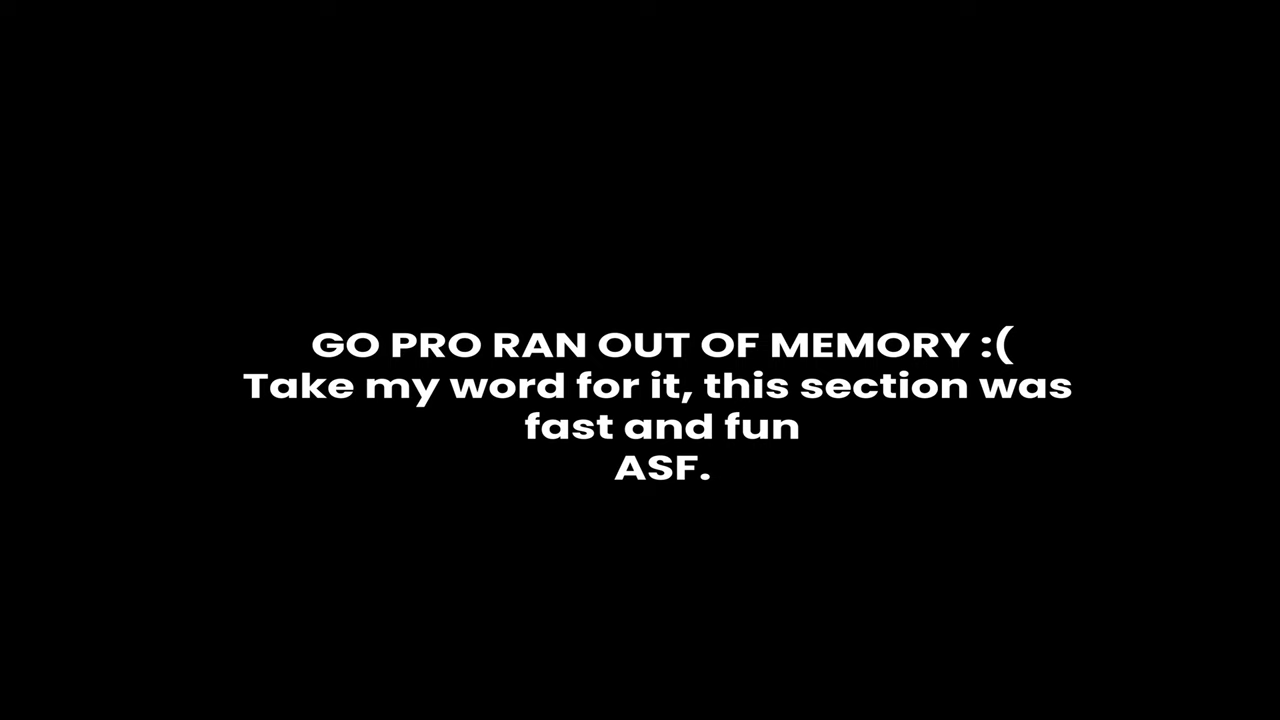 GO PRO RAN OUT OF MEMORY :(
Take my word for it, this section was
fast and fun
ASF.